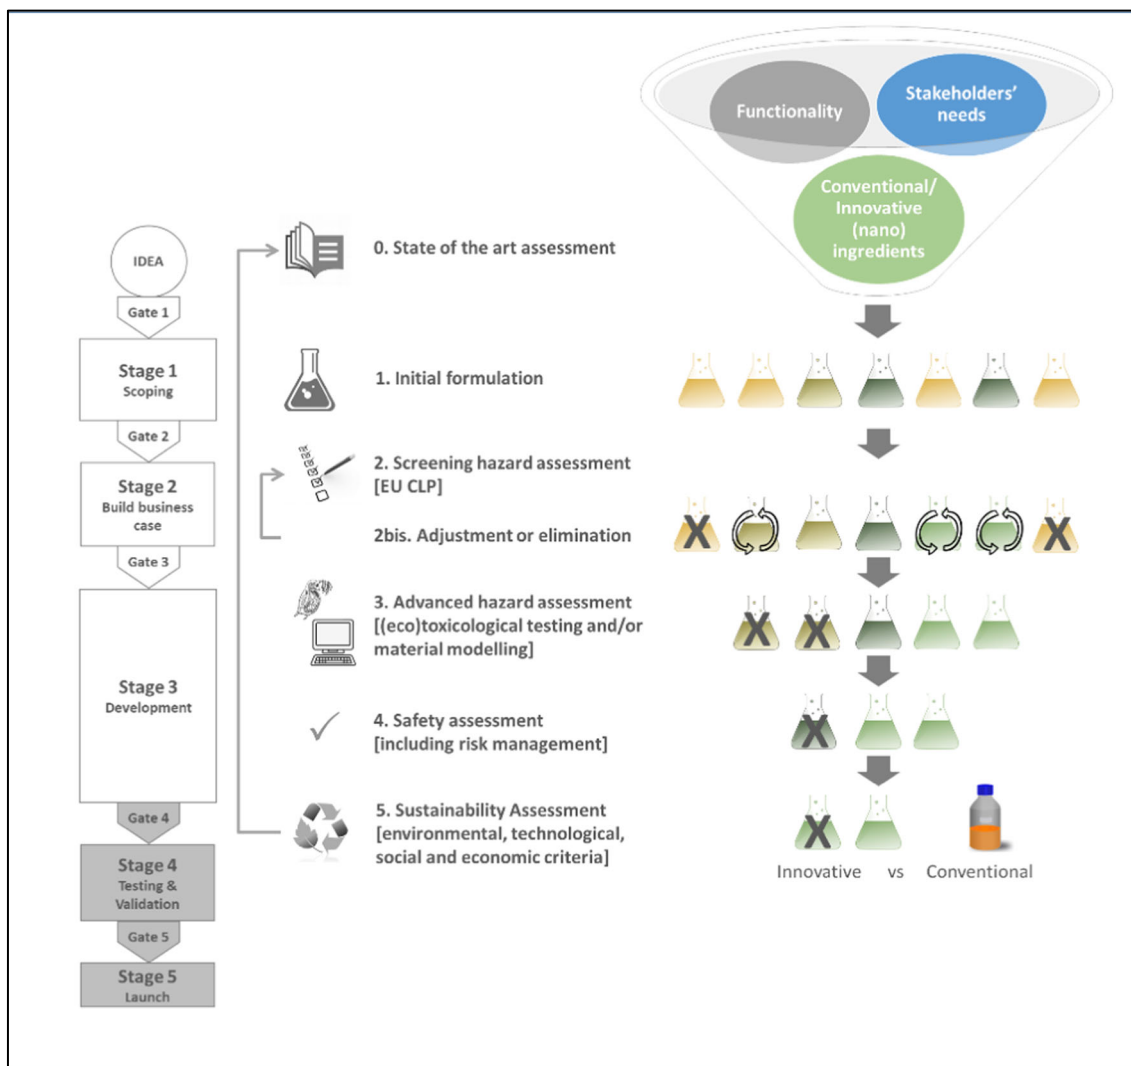 IDEA
Gate 1
Stage 1
Scoping
Gate 2
Stage 2
Build business
case
Gate 3
Stage 3
Development
Gate 4
Stage 4
Testing &
Validation
Gate 5
Stage 5
Launch
0. State of the art assessment
1. Initial formulation
2. Screening hazard assessment
[EU CLP]
2bis. Adjustment or elimination
3. Advanced hazard assessment
[(eco)toxicological testing and/or
material modelling]
4. Safety assessment
[including risk management]
5. Sustainability Assessment
[environmental, technological,
social and economic criteria]
Functionality
Stakeholders'
needs
Conventional/
Innovative
(nano)
ingredients
X
X
X
X
X
X
Innovative vs Conventional